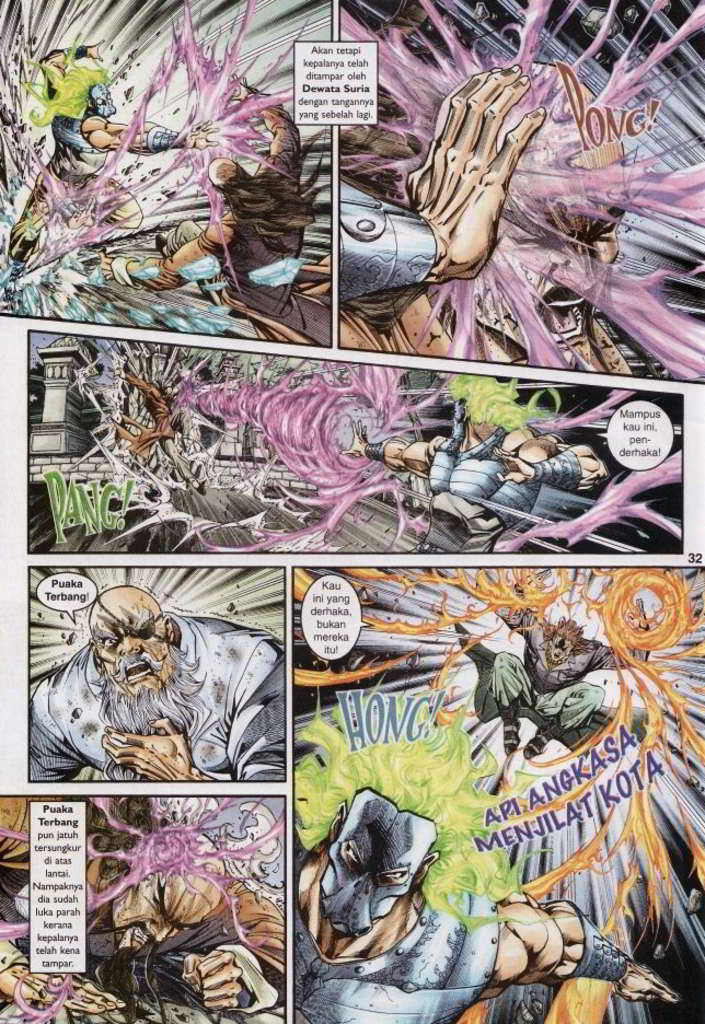 Akan tetapi
kepalanya telah
ditampar oleh
Dewata Suria
dengan tangannya
yang sebelah lagi.
PONG!
PANG!
Mampus
kau ini,
pen-
derhaka!
32
Puaka
Terbang!
Kau
ini yang
derhaka,
bukan
mereka
itu!
HONG!
API ANGKASA
MENJILAT KOTA
Puaka
Terbang
pun jatuh
tersungkur
di atas
lantai.
Nampaknya
dia sudah
luka parah
kerana
kepalanya
telah kena
tampar.